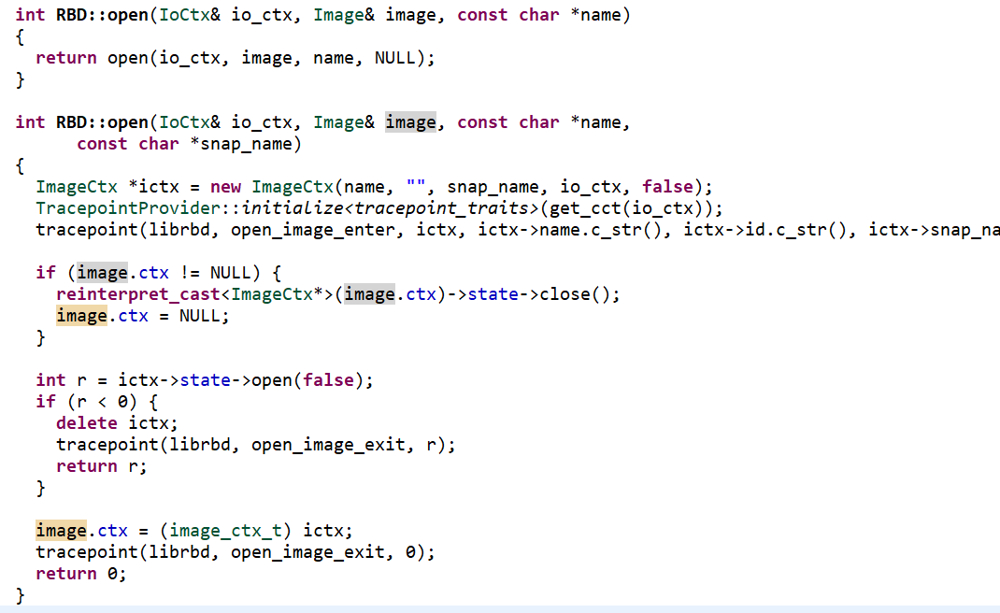 int RBD::open(IoCtx& io_ctx, Image& image, const char *name)
{
  return open(io_ctx, image, name, NULL);
}

int RBD::open(IoCtx& io_ctx, Image& image, const char *name,
      const char *snap_name)
{
  ImageCtx *ictx = new ImageCtx(name, "", snap_name, io_ctx, false);
  TracepointProvider::initialize<tracepoint_traits>(get_cct(io_ctx));
  tracepoint(librbd, open_image_enter, ictx, ictx->name.c_str(), ictx->id.c_str(), ictx->snap_na

  if (image.ctx != NULL) {
    reinterpret_cast<ImageCtx*>(image.ctx)->state->close();
    image.ctx = NULL;
  }

  int r = ictx->state->open(false);
  if (r < 0) {
    delete ictx;
    tracepoint(librbd, open_image_exit, r);
    return r;
  }

  image.ctx = (image_ctx_t) ictx;
  tracepoint(librbd, open_image_exit, 0);
  return 0;
}